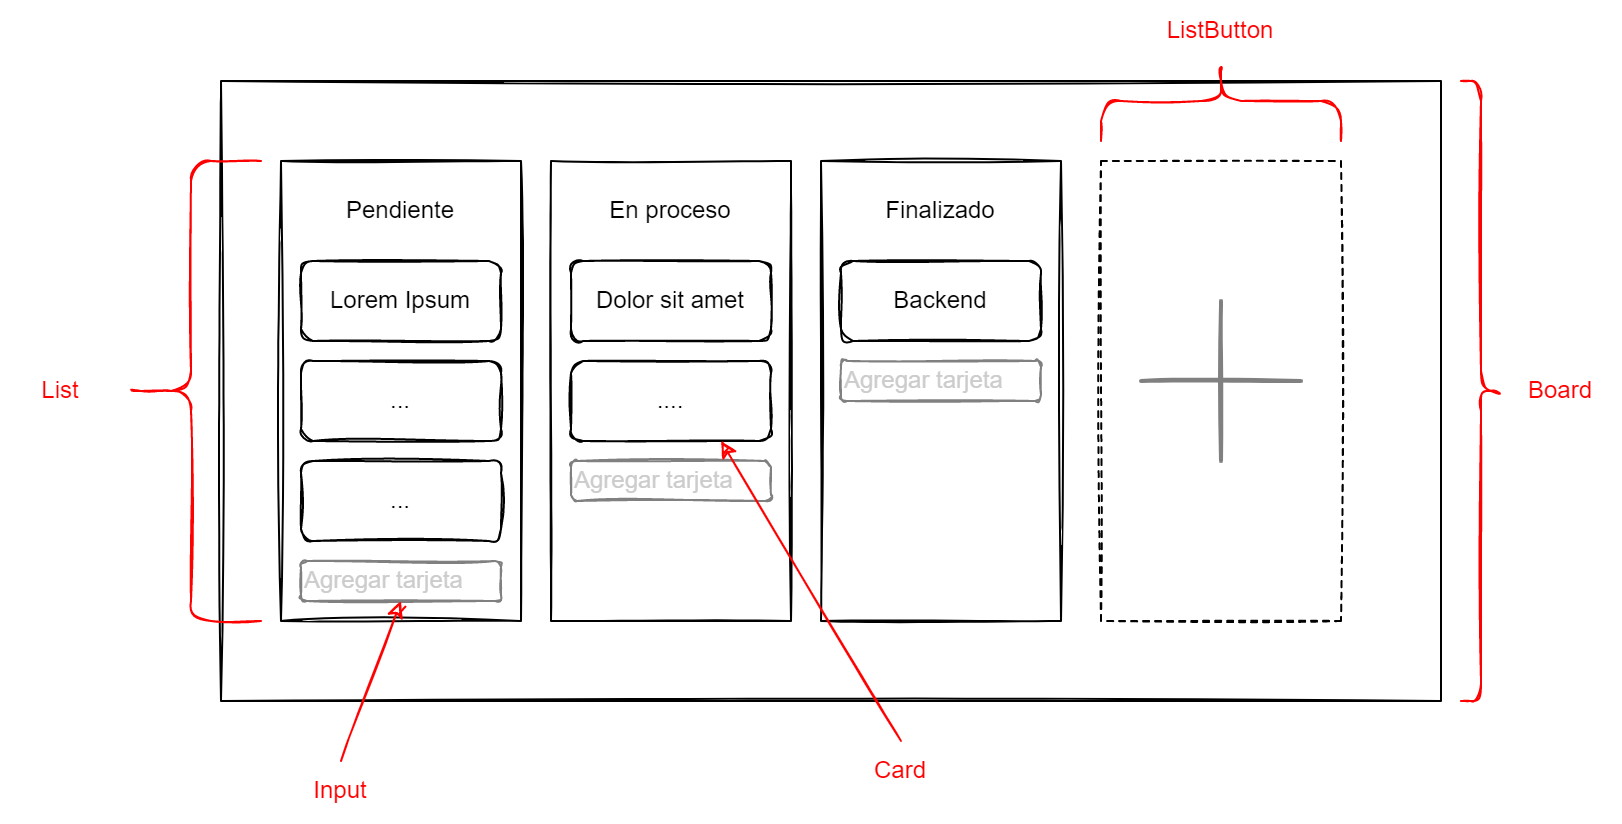 ListButton
Pendiente
En proceso
Finalizado
Lorem Ipsum
Dolor sit amet
Backend
Agregar tarjeta
List
...
....
Board
Agregar tarjeta
...
Agregar tarjeta
Card
Input